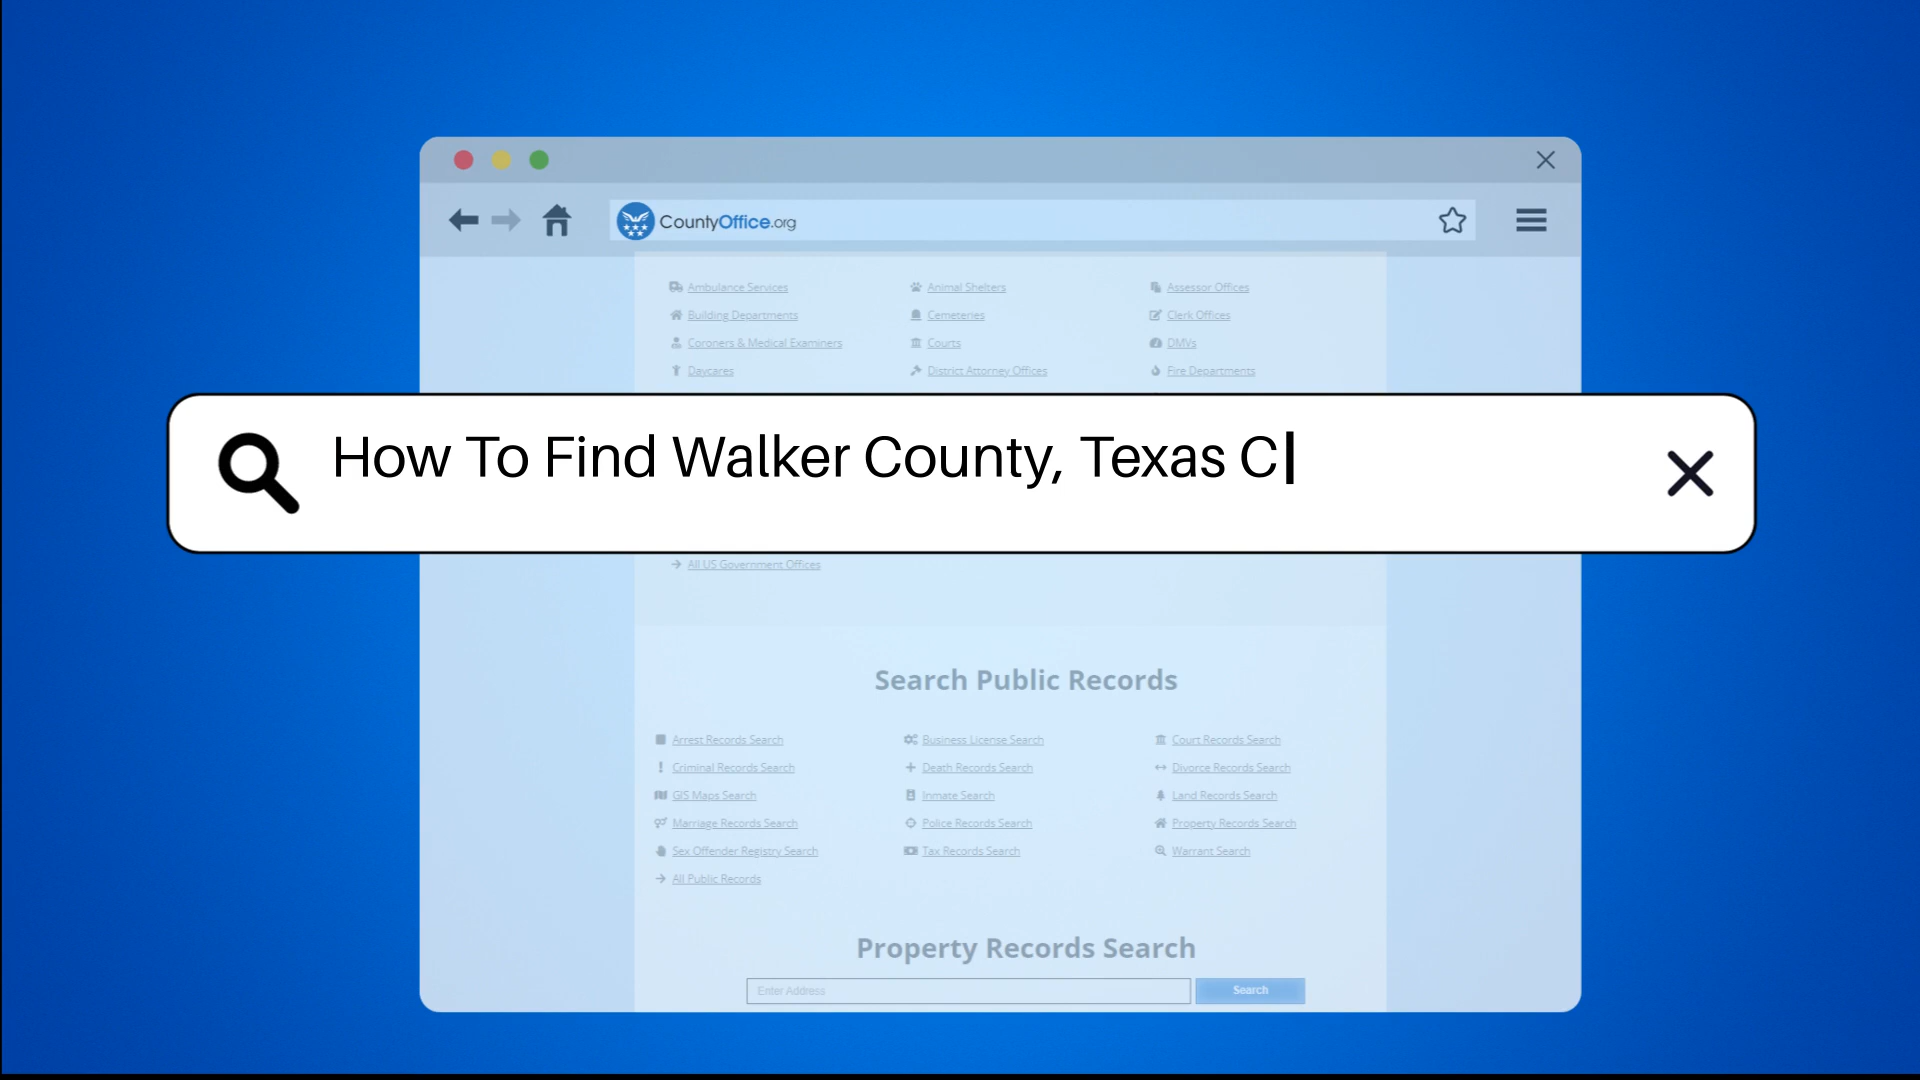 CountyOffice.org
Ambulance Services Animal Shelters Assessor Offices
Building Departments Cemeteries Clerk Offices
Coroners & Medical Examiners Courts DMVs
Daycares District Attorney Offices Fire Departments
How To Find Walker County, Texas C
All US Government Offices
Search Public Records
Arrest Records Search Business License Search Court Records Search
Criminal Records Search Death Records Search Divorce Records Search
GIS Maps Search Inmate Search Land Records Search
Marriage Records Search Police Records Search Property Records Search
Sex Offender Registry Search Tax Records Search Warrant Search
All Public Records
Property Records Search
Enter Address Search